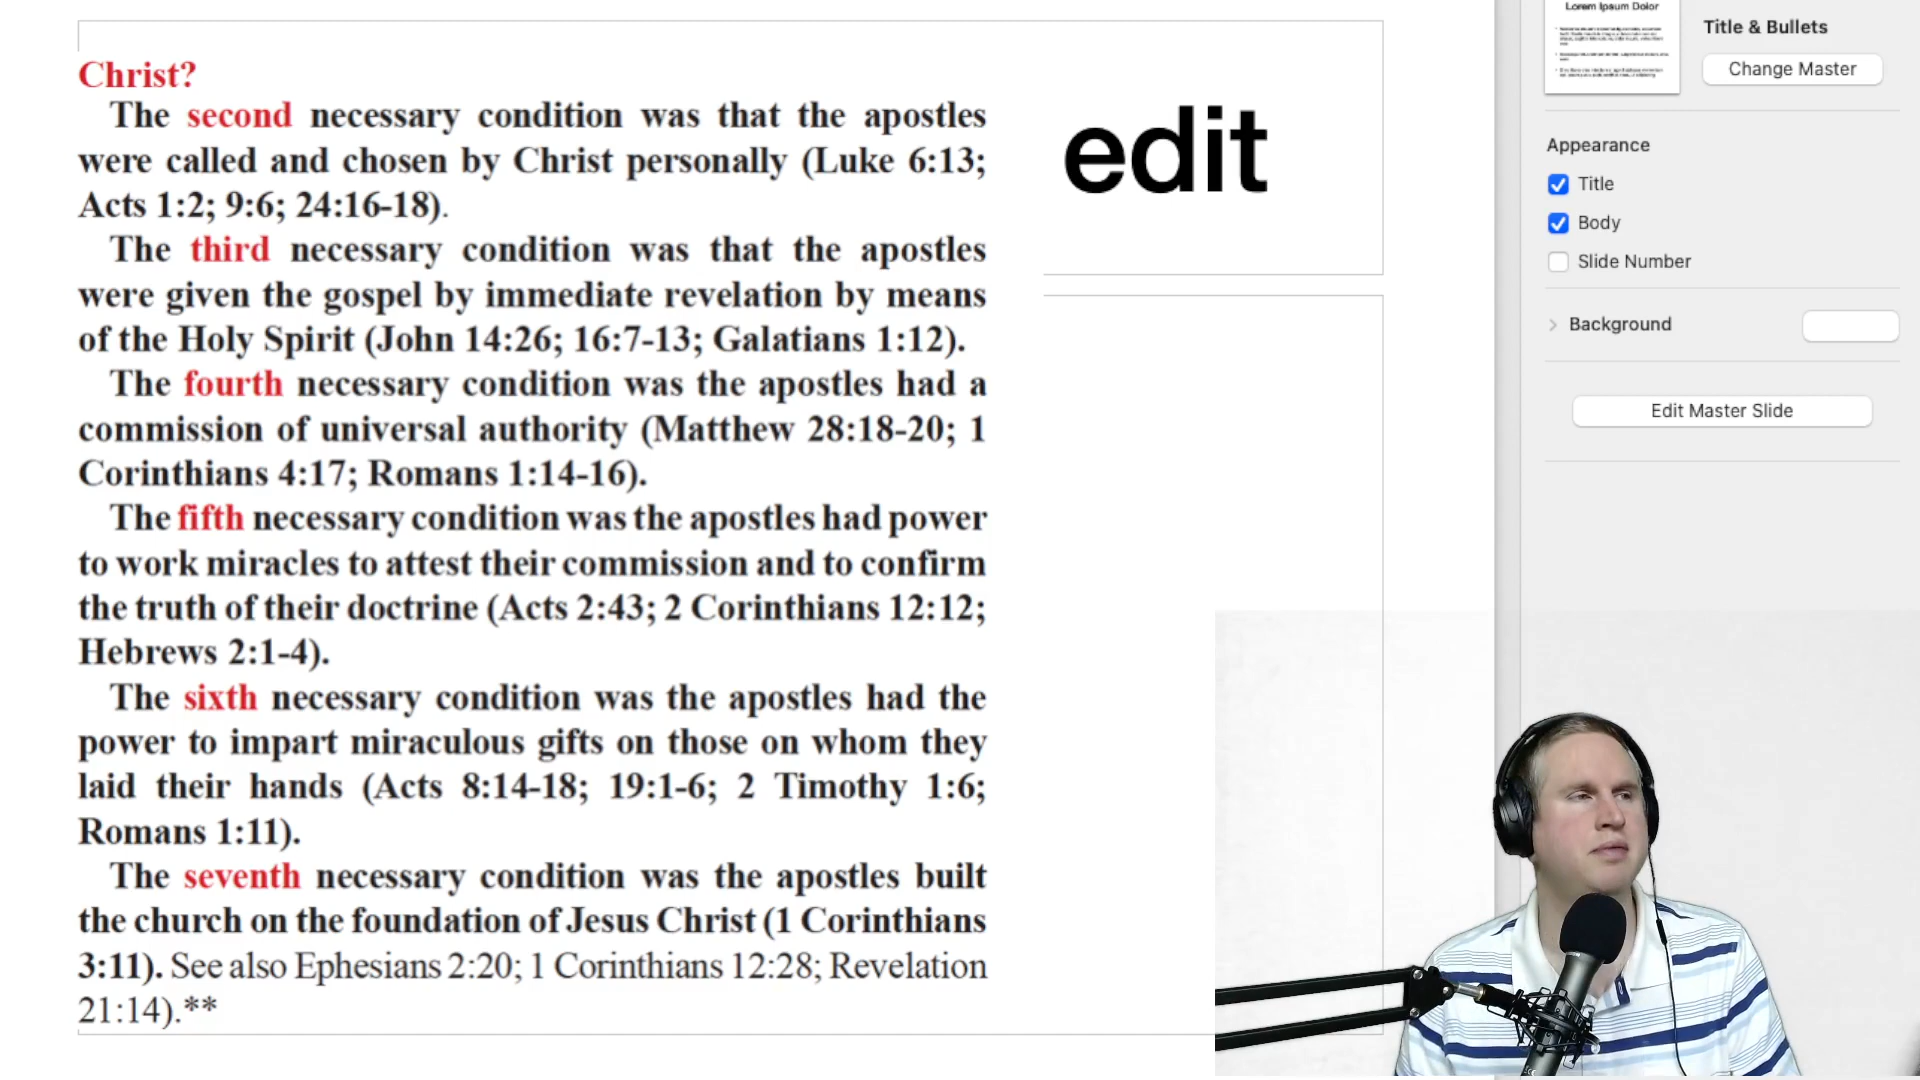 Christ?
The second necessary condition was that the apostles
were called and chosen by Christ personally (Luke 6:13;
Acts 1:2; 9:6; 24:16-18).
The third necessary condition was that the apostles
were given the gospel by immediate revelation by means
of the Holy Spirit (John 14:26; 16:7-13; Galatians 1:12).
The fourth necessary condition was the apostles had a
commission of universal authority (Matthew 28:18-20; 1
Corinthians 4:17; Romans 1:14-16).
The fifth necessary condition was the apostles had power
to work miracles to attest their commission and to confirm
the truth of their doctrine (Acts 2:43; 2 Corinthians 12:12;
Hebrews 2:1-4).
The sixth necessary condition was the apostles had the
power to impart miraculous gifts on those on whom they
laid their hands (Acts 8:14-18; 19:1-6; 2 Timothy 1:6;
Romans 1:11).
The seventh necessary condition was the apostles built
the church on the foundation of Jesus Christ (1 Corinthians
3:11). See also Ephesians 2:20; 1 Corinthians 12:28; Revelation
21:14).**
edit
Lorem Ipsum Dolor
Title & Bullets
Change Master
Appearance
Title
Body
Slide Number
Background
Edit Master Slide